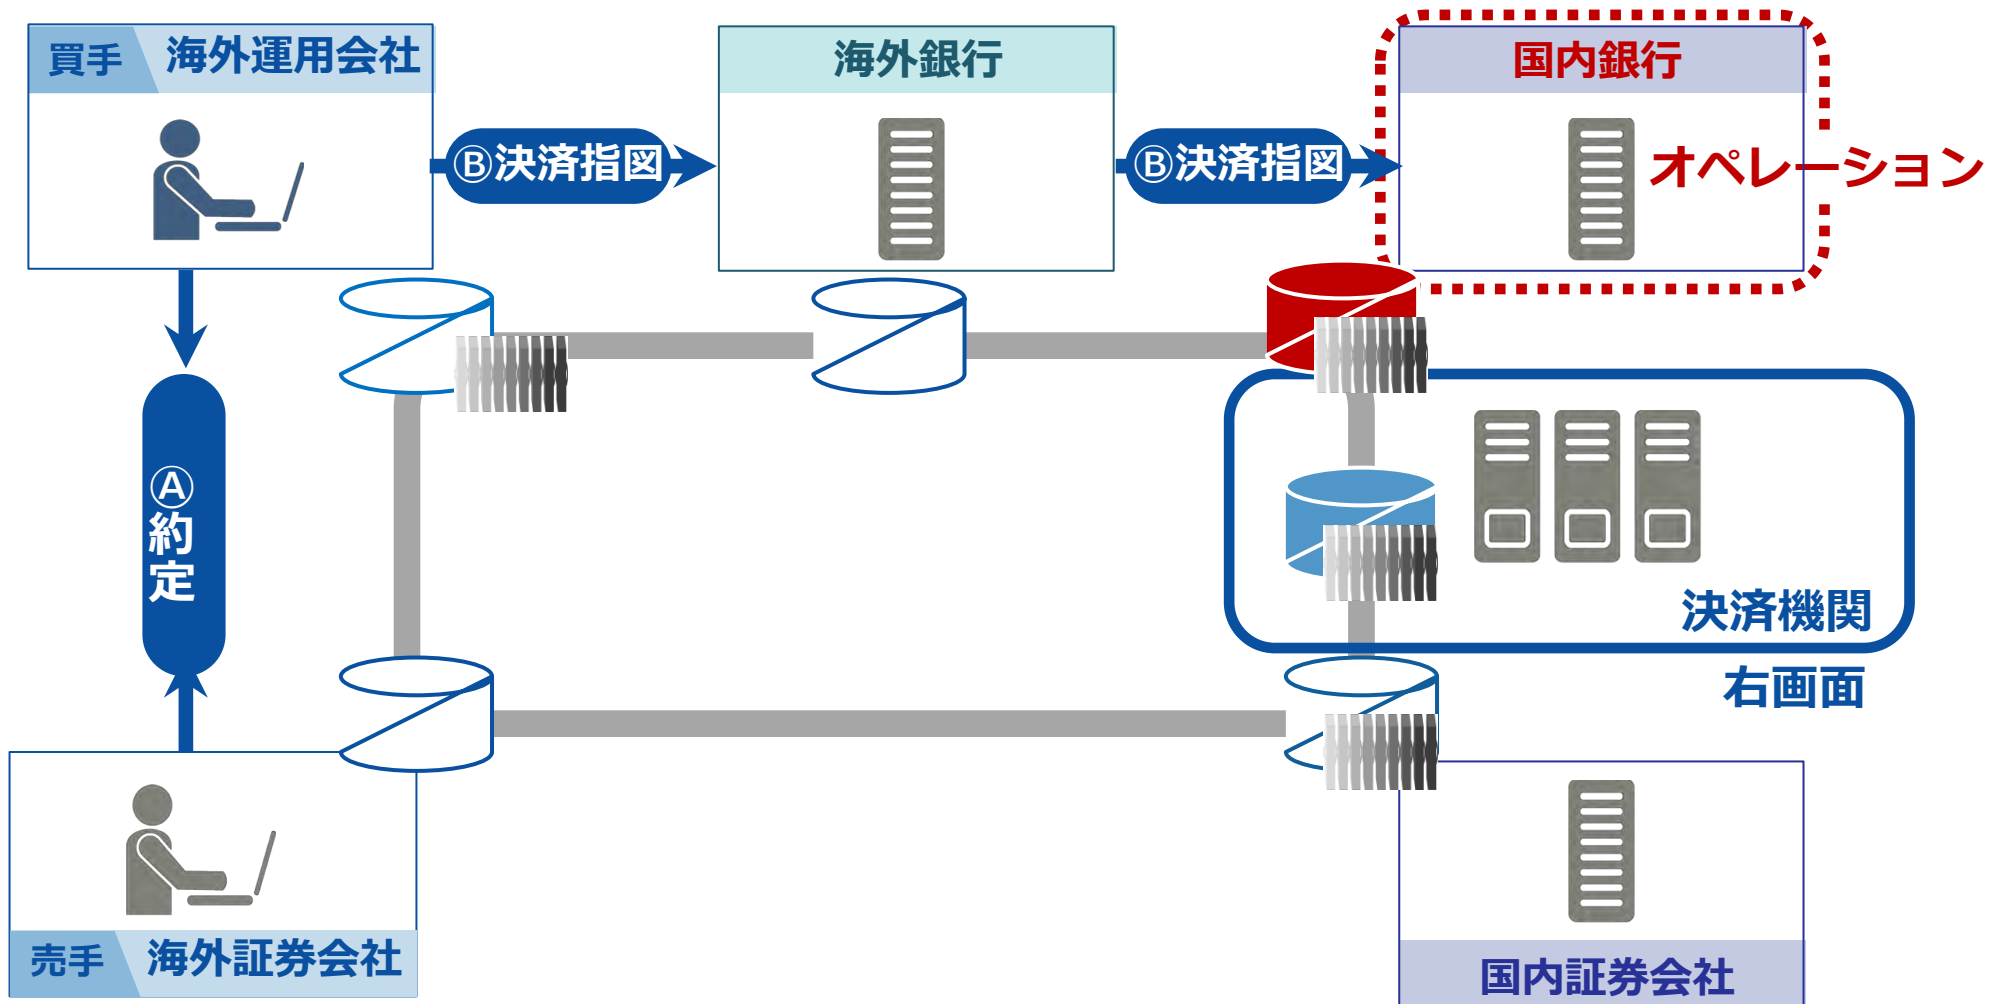 買手 海外運用会社
海外銀行
国内銀行
Ⓑ決済指図
Ⓑ決済指図
オペレーション
Ⓐ約定
決済機関
右画面
売手 海外証券会社
国内証券会社